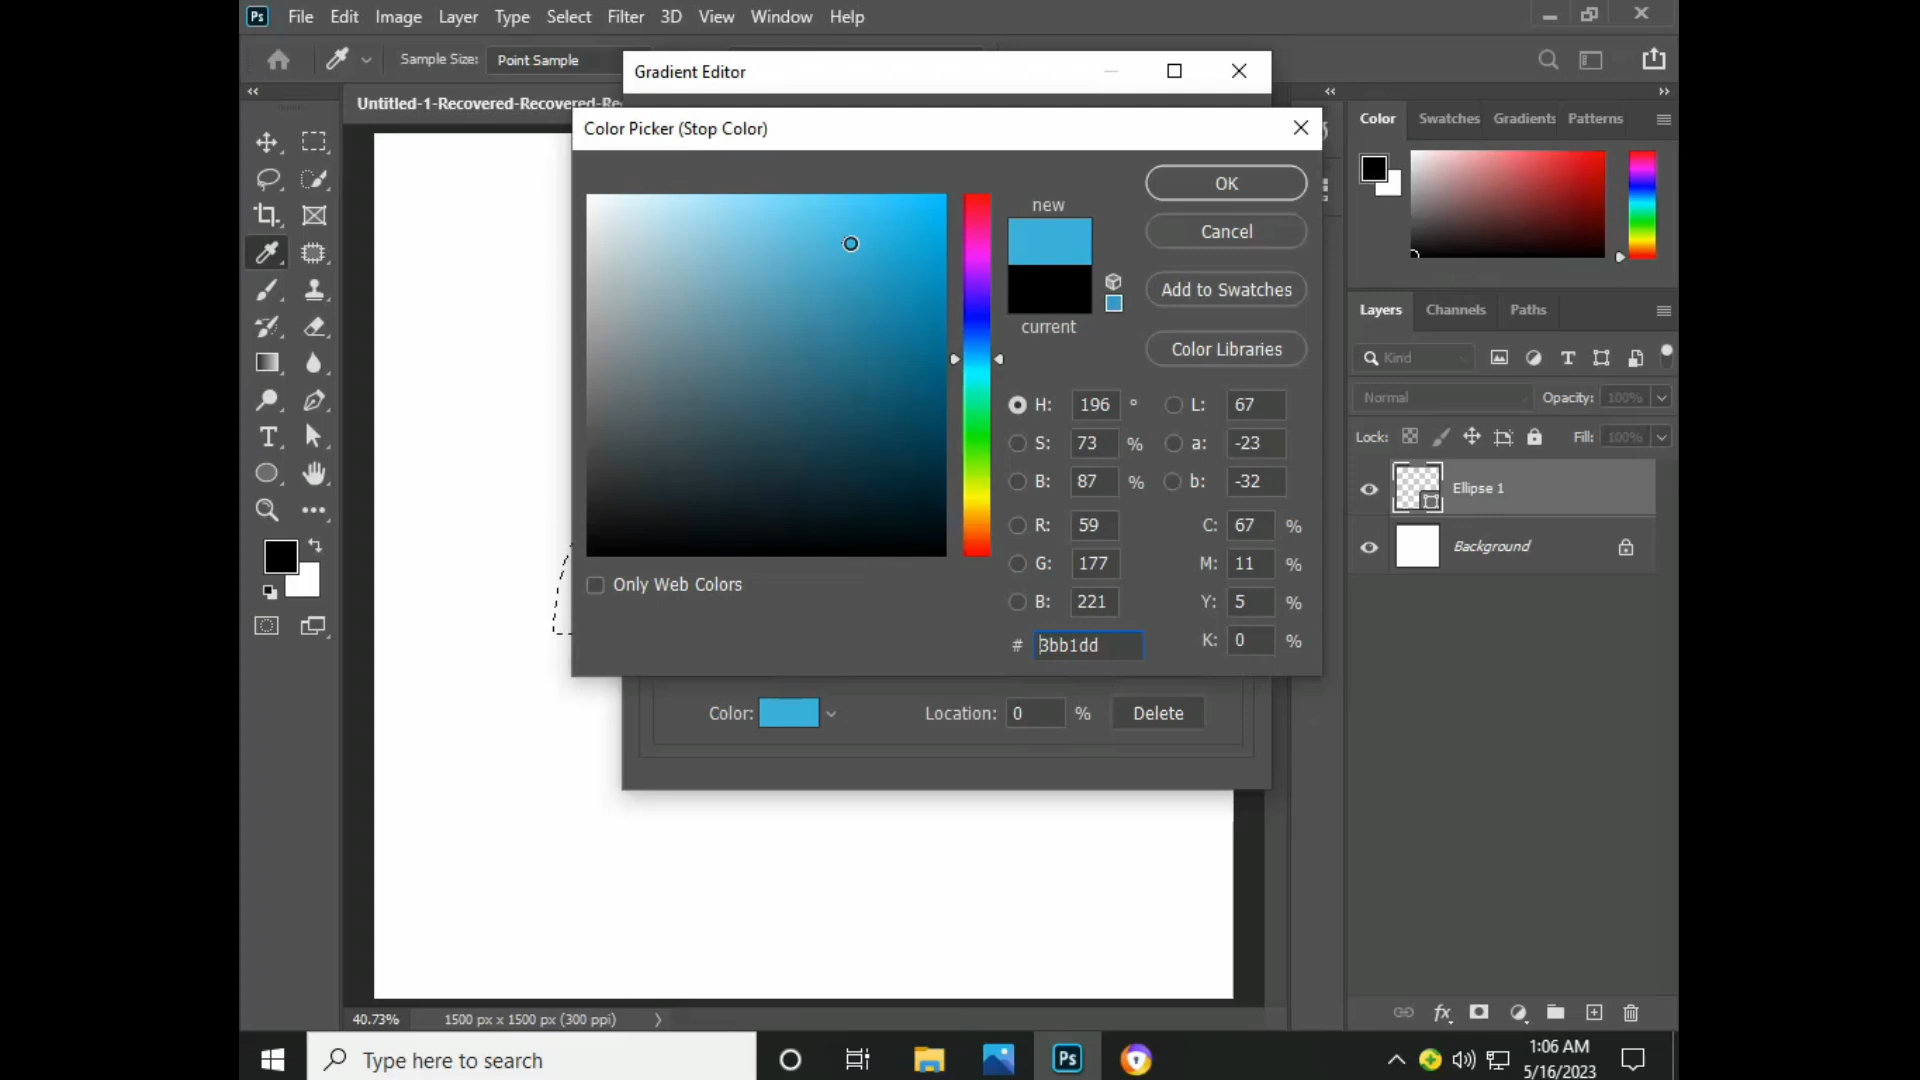 Ps File Edit Image Layer Type Select Filter 3D View Window Help
Sample Size: Point Sample
Gradient Editor
Untitled-1-Recovered-Recovered-Re
Color Picker (Stop Color)
new
current
OK
Cancel
Add to Swatches
Color Libraries
H: 196 ° L: 67
S: 73 % a: -23
B: 87 % b: -32
R: 59 C: 67 %
G: 177 M: 11 %
B: 221 Y: 5 %
# 3bb1dd K: 0 %
Only Web Colors
Color: Location: 0 % Delete
Color Swatches Gradients Patterns
Layers Channels Paths
Kind
Normal Opacity: 100%
Lock: Fill: 100%
Ellipse 1
Background
40.73% 1500 px x 1500 px (300 ppi)
Type here to search
Ps
1:06 AM
5/16/2023